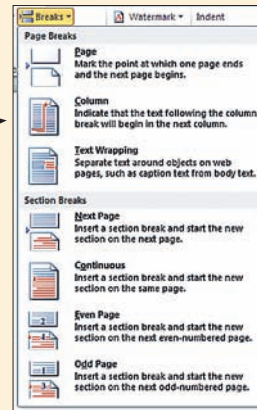 Breaks
Watermark
Indent
Page Breaks
Page
Mark the point at which one page ends
and the next page begins.
Column
Indicate that the text following the column
break will begin in the next column.
Text Wrapping
Separate text around objects on web
pages, such as caption text from body text.
Section Breaks
Next Page
Insert a section break and start the new
section on the next page.
Continuous
Insert a section break and start the new
section on the same page.
Even Page
Insert a section break and start the new
section on the next even-numbered page.
Odd Page
Insert a section break and start the new
section on the next odd-numbered page.